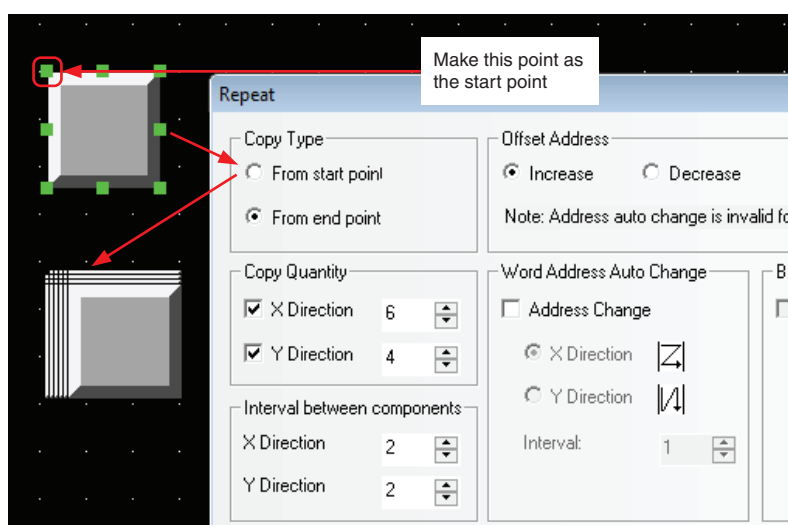 Make this point as
the start point
Repeat
Copy Type
From start point
From end point
Offset Address
Increase
Decrease
Note: Address auto change is invalid fo
Copy Quantity
X Direction
6
Y Direction
4
Word Address Auto Change
Address Change
X Direction
Y Direction
Interval:
1
B
Interval between components
X Direction
2
Y Direction
2